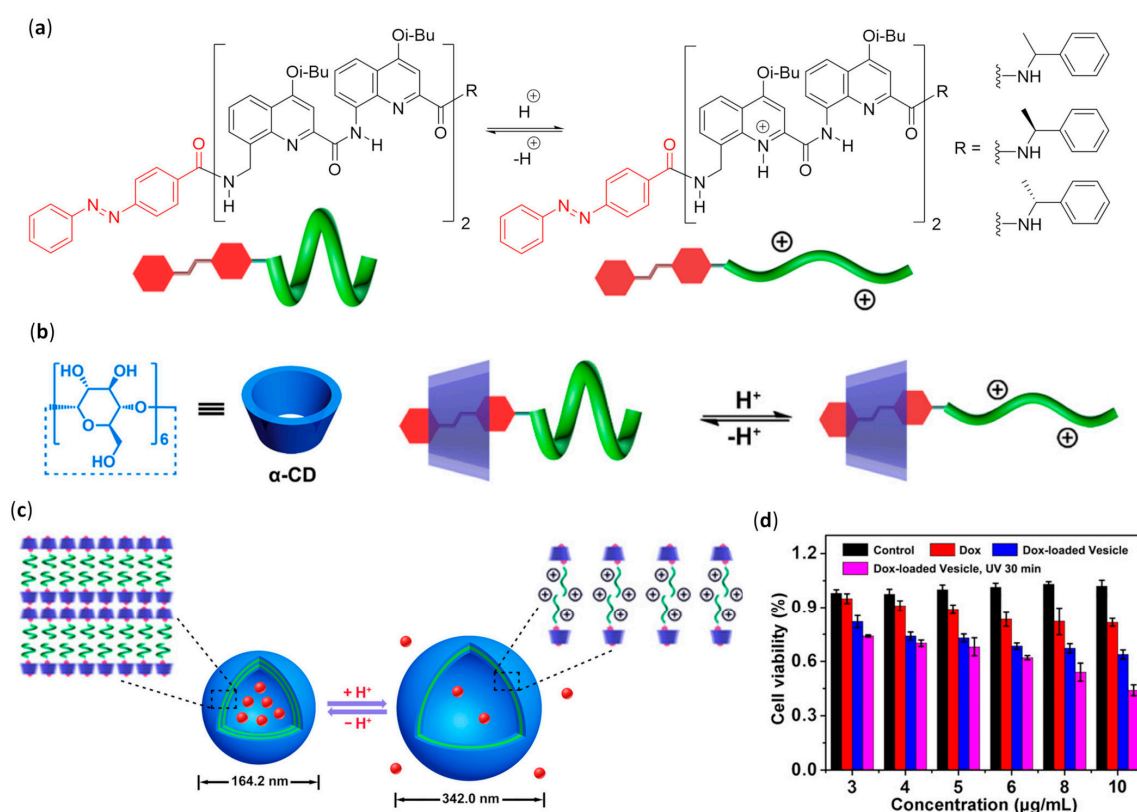 (a)
Oi-Bu
Oi-Bu
N
N
N
H
O
O
R
O
N
H
N
N
2
H⊕
-H⊕
Oi-Bu
Oi-Bu
N
H
⊕
N
N
H
O
O
R
O
N
H
N
N
2
R =
NH
NH
NH
⊕
⊕
(b)
HO
OH
O
O
HO
6
≡
α-CD
H+
-H+
⊕
⊕
(c)
+ H+
− H+
164.2 nm
342.0 nm
(d)
Control
Dox
Dox-loaded Vesicle
Dox-loaded Vesicle, UV 30 min
Cell viability (%)
1.2
0.9
0.6
0.3
0.0
3 4 5 6 8 10
Concentration (μg/mL)